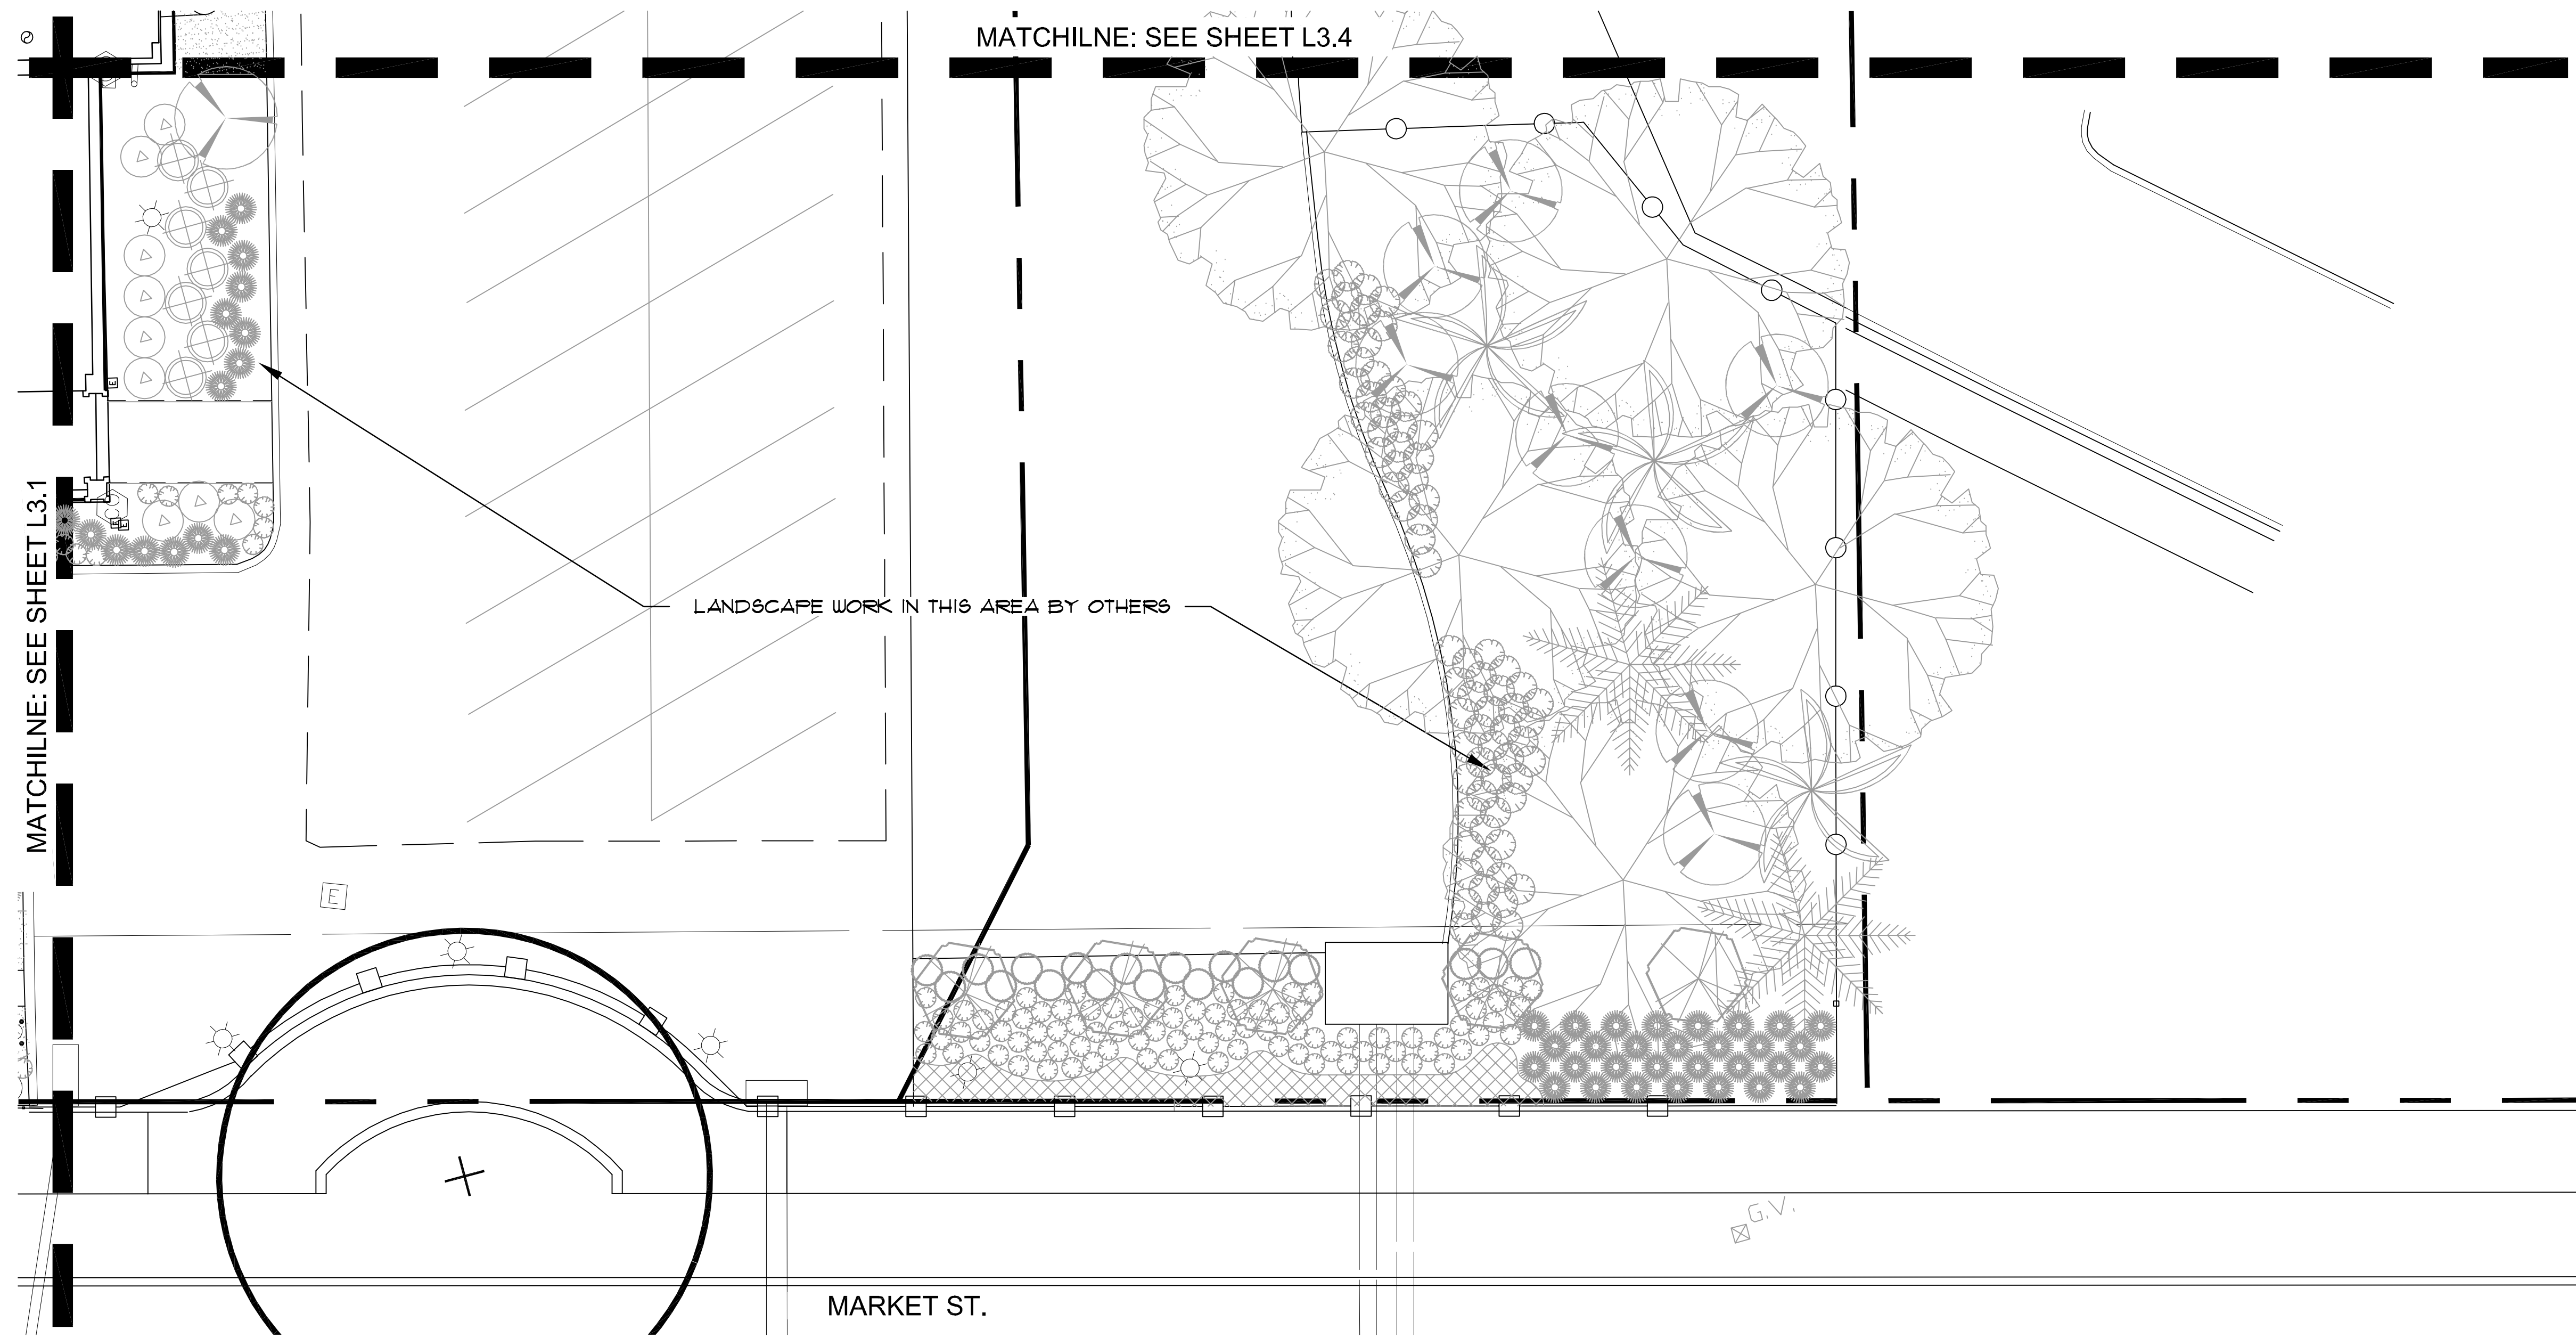 MATCHILNE: SEE SHEET L3.4
MATCHILNE: SEE SHEET L3.1
E
E
E
LANDSCAPE WORK IN THIS AREA BY OTHERS
E
G.V.
MARKET ST.